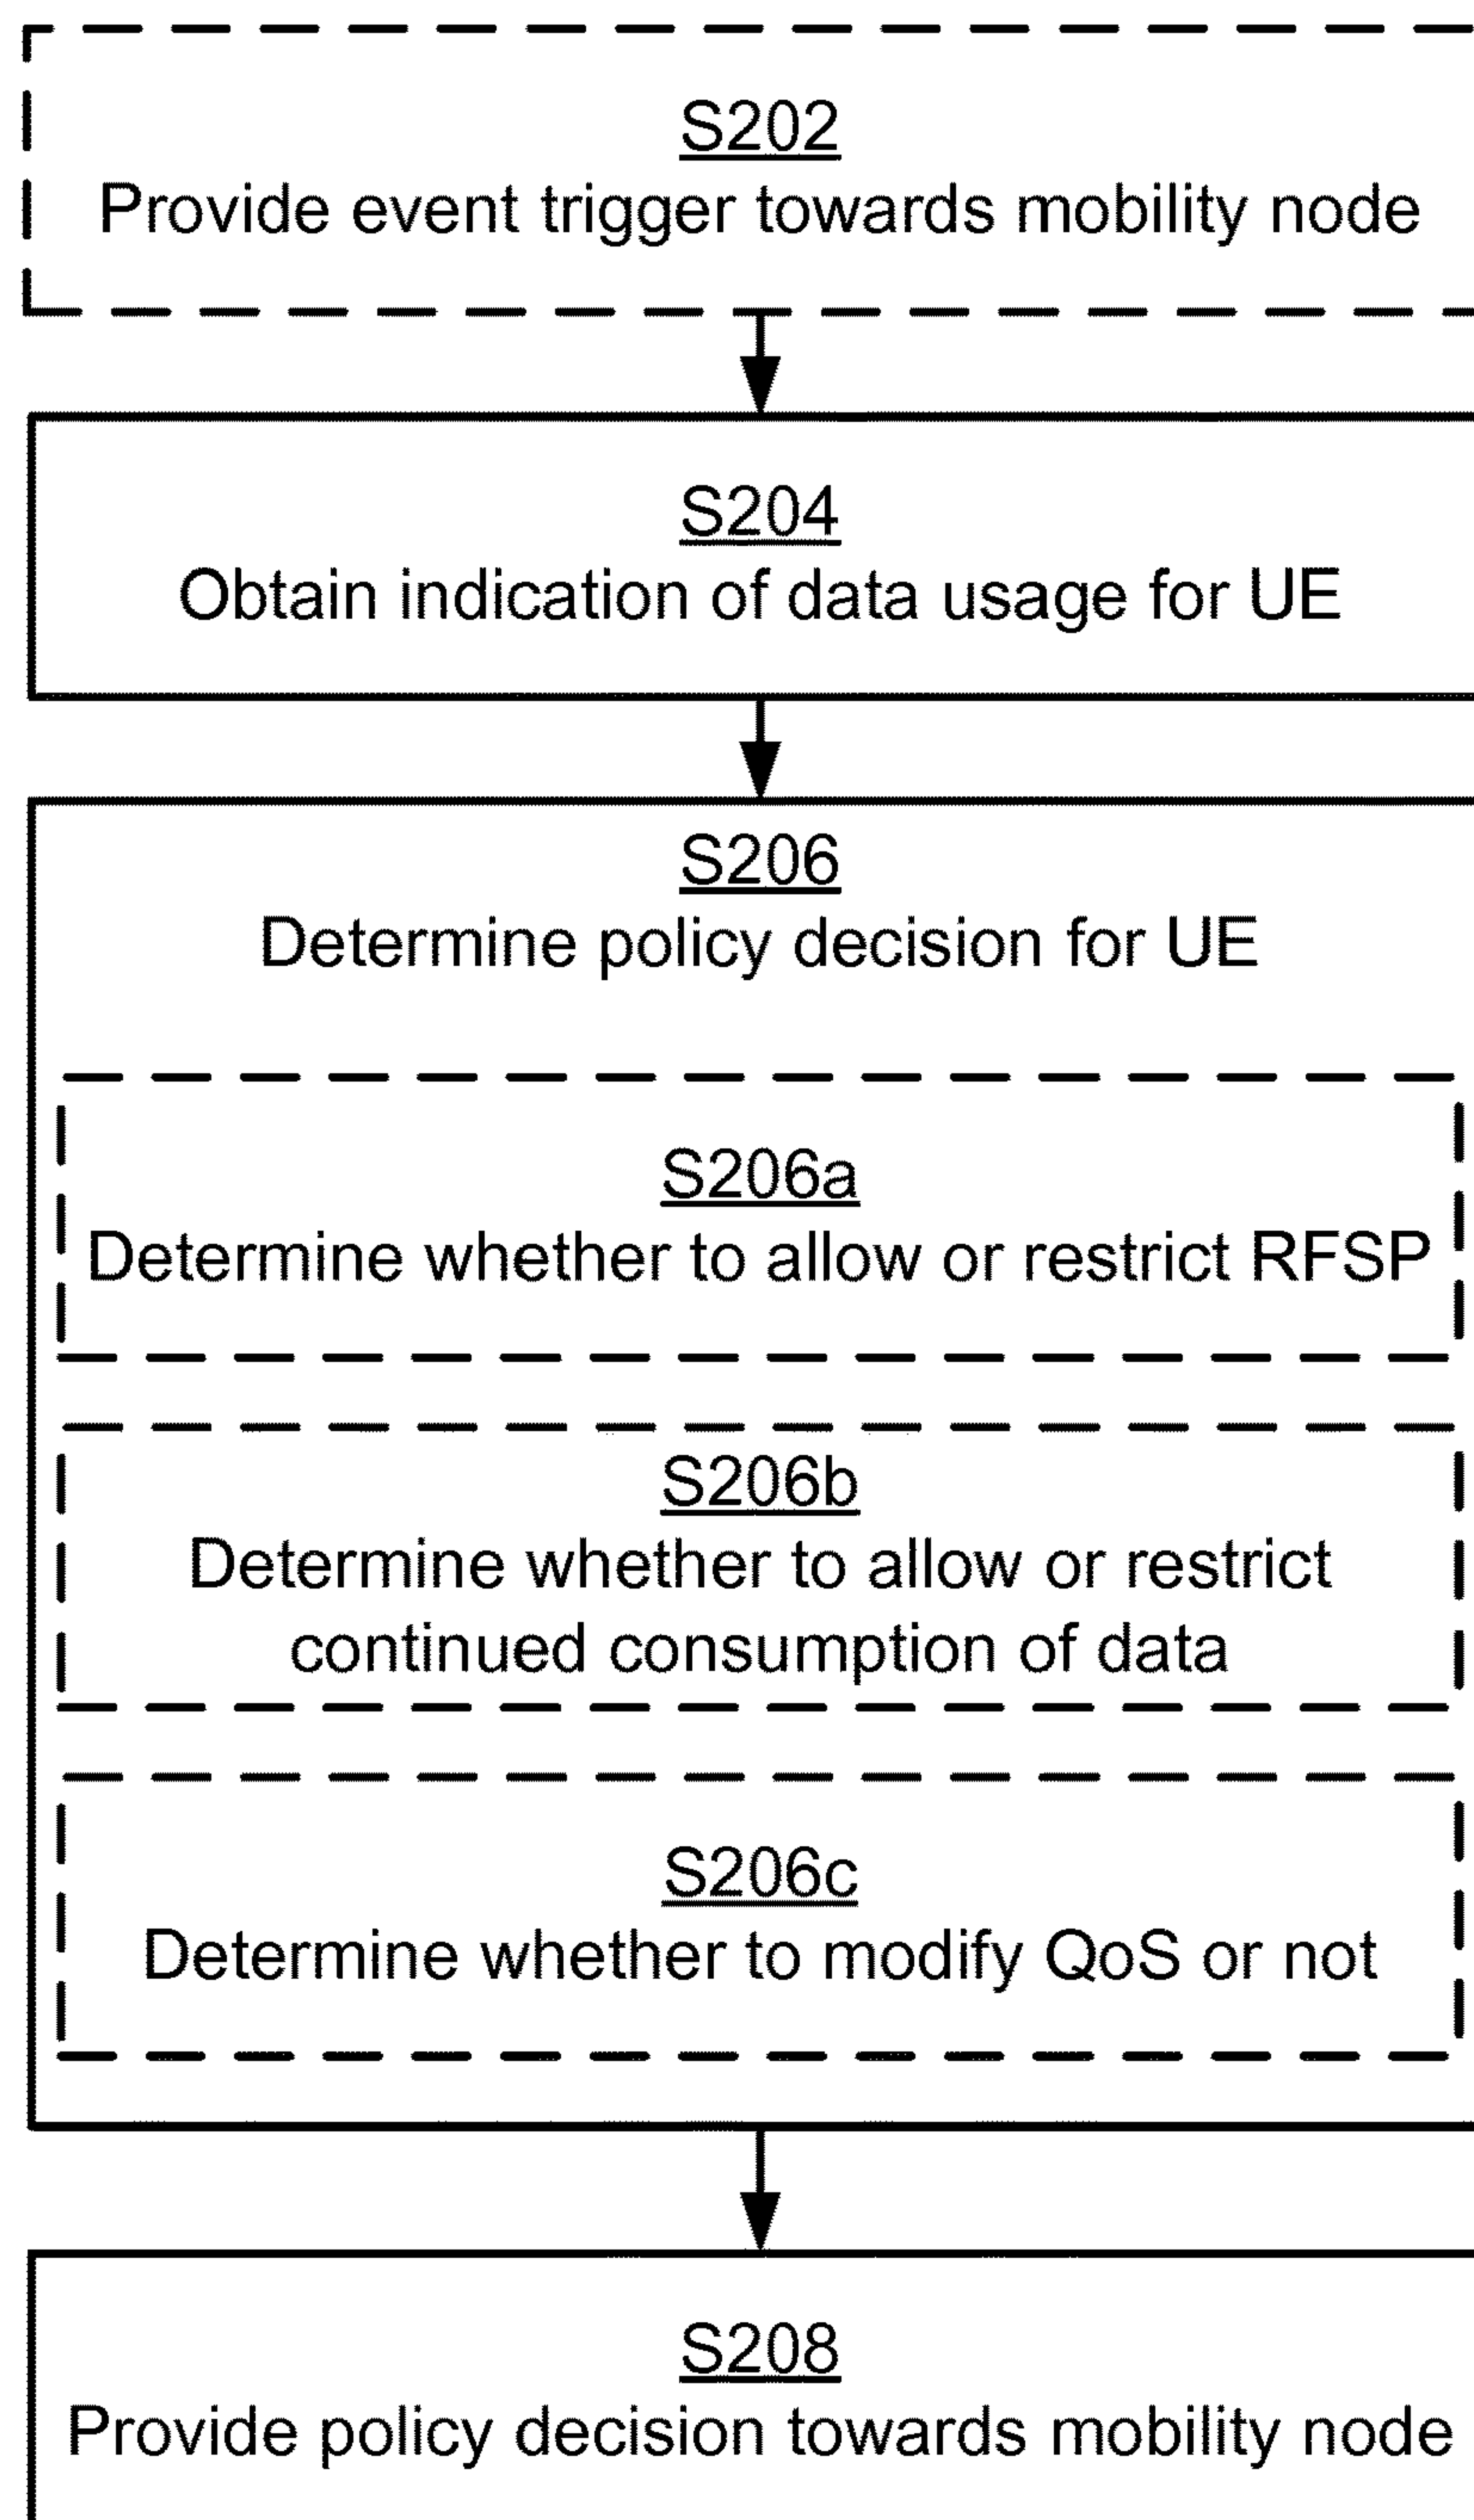 S202
Provide event trigger towards mobility node
S204
Obtain indication of data usage for UE
S206
Determine policy decision for UE
S206a
Determine whether to allow or restrict RFSP
S206b
Determine whether to allow or restrict
continued consumption of data
S206c
Determine whether to modify QoS or not
S208
Provide policy decision towards mobility node